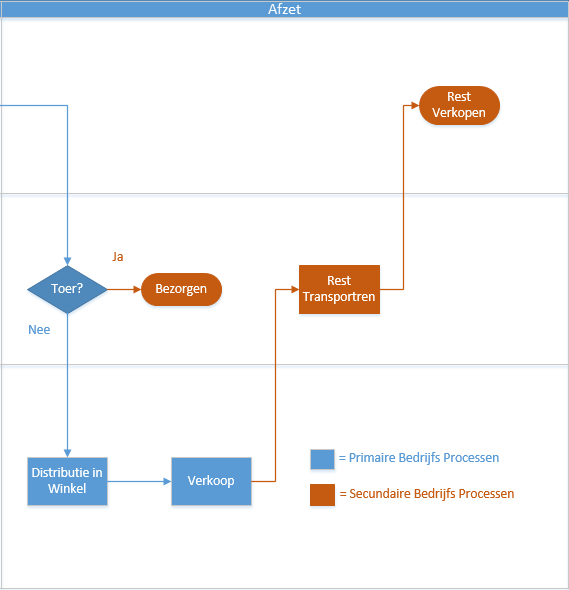 Afzet
Rest
Verkopen
Ja
Toer?
Bezorgen
Rest
Transportren
Nee
Distributie in
Winkel
Verkoop
= Primaire Bedrijfs Processen
= Secundaire Bedrijfs Processen